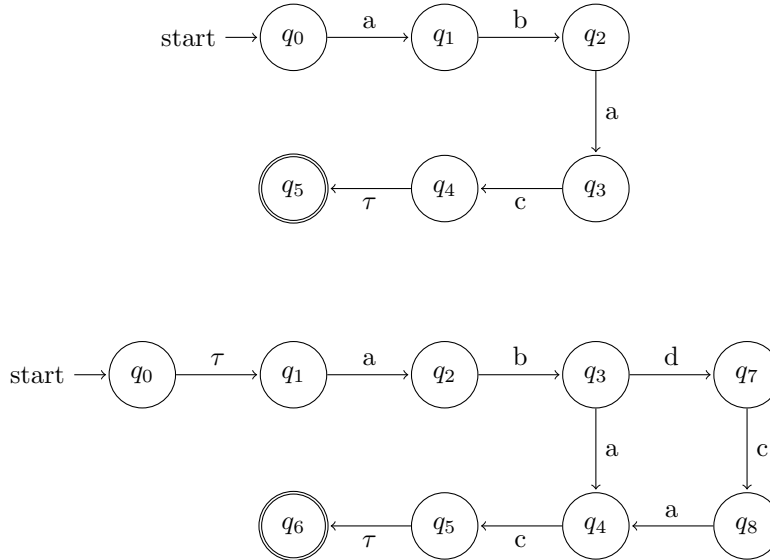 start q₀ a q₁ b q₂
a
q₅ τ q₄ c q₃
start q₀ τ q₁ a q₂ b q₃ d q₇
a c
q₆ τ q₅ c q₄ a q₈